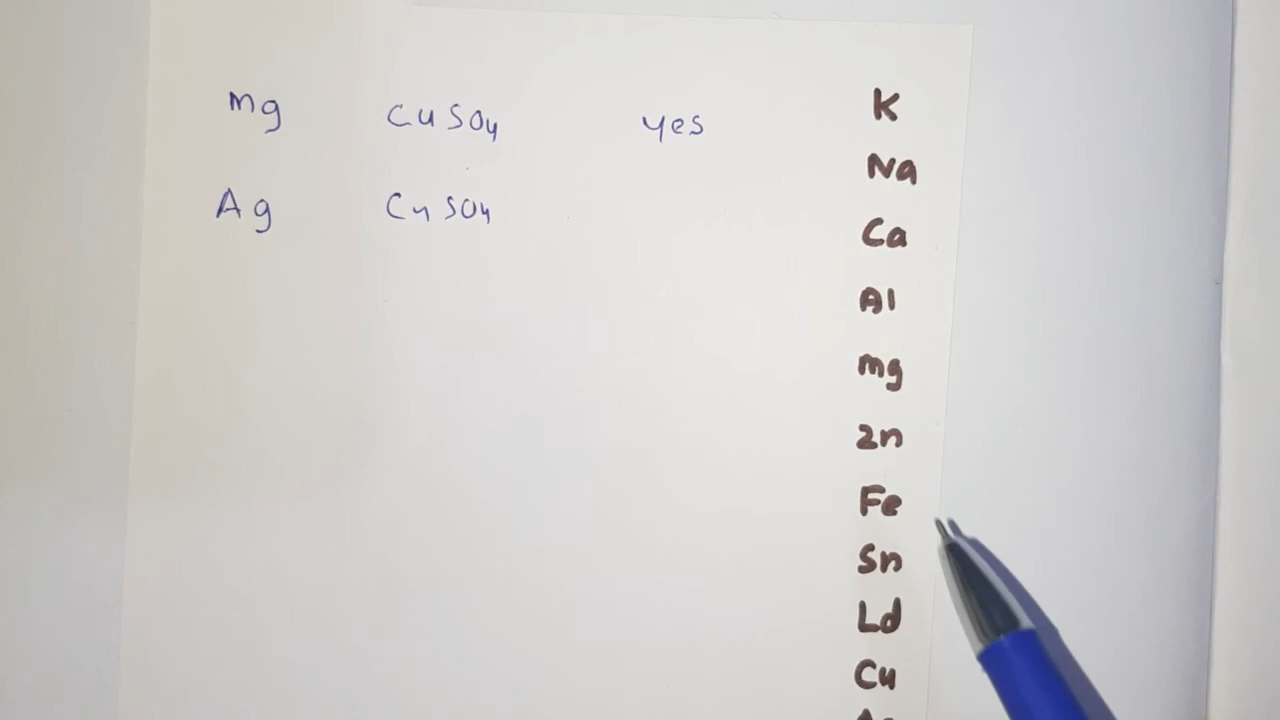 Mg CuSO4 yes
Ag CuSO4
K
Na
Ca
Al
Mg
Zn
Fe
Sn
Ld
Cu